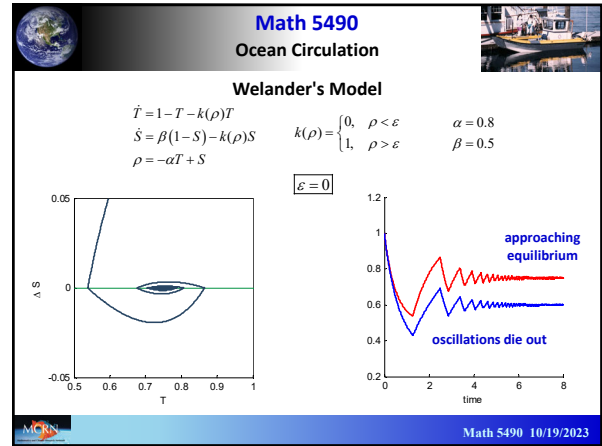 Math 5490
Ocean Circulation
Welander's Model
Ṫ = 1 − T − k(ρ)T
Ṡ = β(1 − S) − k(ρ)S
ρ = −αT + S
k(ρ) = {0, ρ < ε
1, ρ > ε
α = 0.8
β = 0.5
ε = 0
0.05
0
-0.05
Δ S
0.5 0.6 0.7 0.8 0.9 1
T
1.2
1
0.8
0.6
0.4
0.2
0 2 4 6 8
time
approaching
equilibrium
oscillations die out
MCRN
Math 5490 10/19/2023